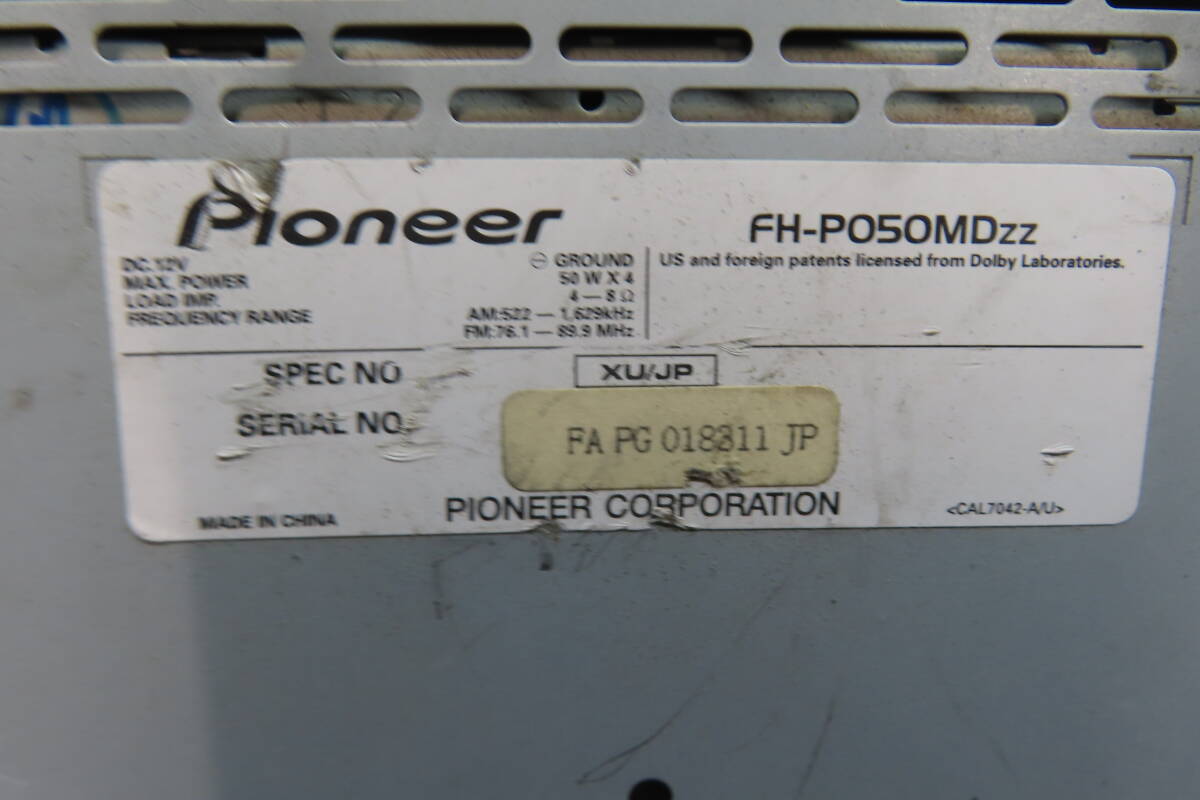 Pioneer
FH-P050MDZZ
DC.12V ⊖ GROUND
MAX. POWER 50 W X 4
LOAD IMP. 4 — 8 Ω
FREQUENCY RANGE AM:522 — 1,629kHz
FM:76.1 — 89.9 MHz
US and foreign patents licensed from Dolby Laboratories.
SPEC NO XU/JP
SERIAL NO. FA PG 018311 JP
PIONEER CORPORATION
MADE IN CHINA
<CAL7042-A/U>